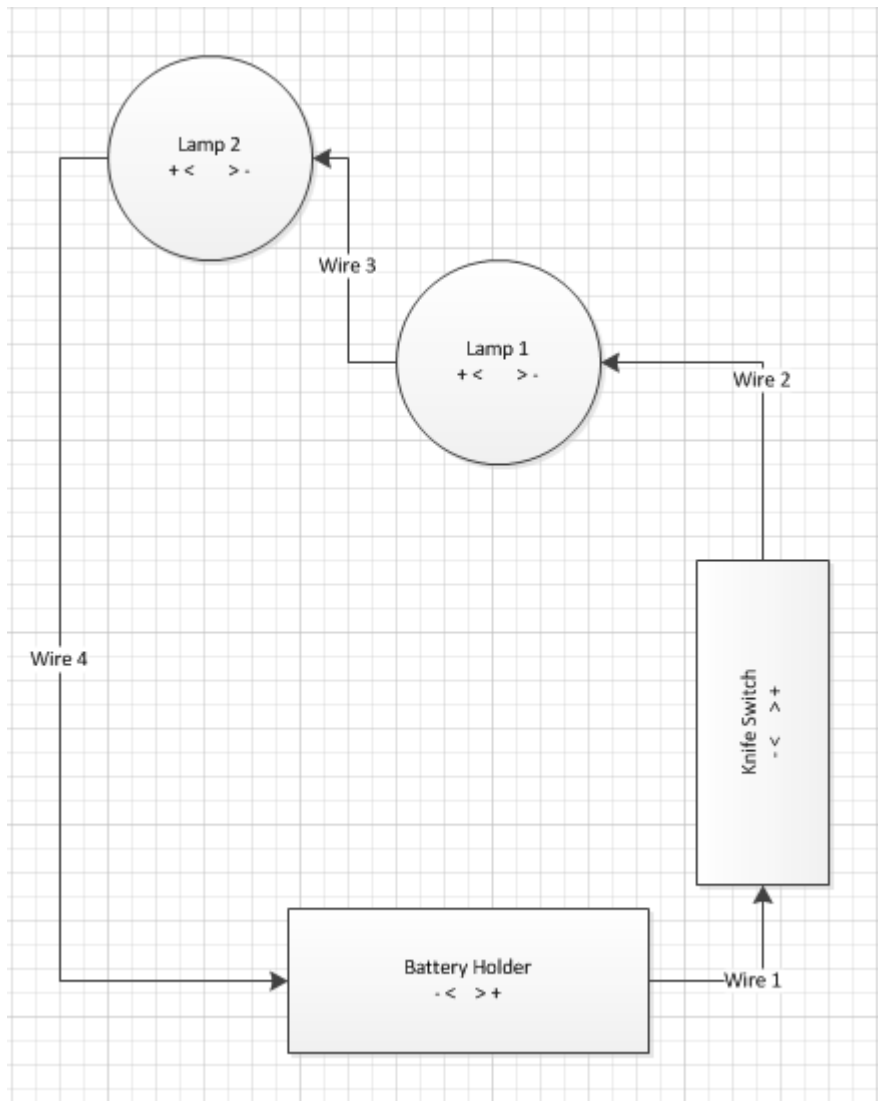 Lamp 2
+ < > -
Wire 3
Lamp 1
+ < > -
Wire 2
Wire 4
Knife Switch
- < > +
Battery Holder
- < > +
Wire 1